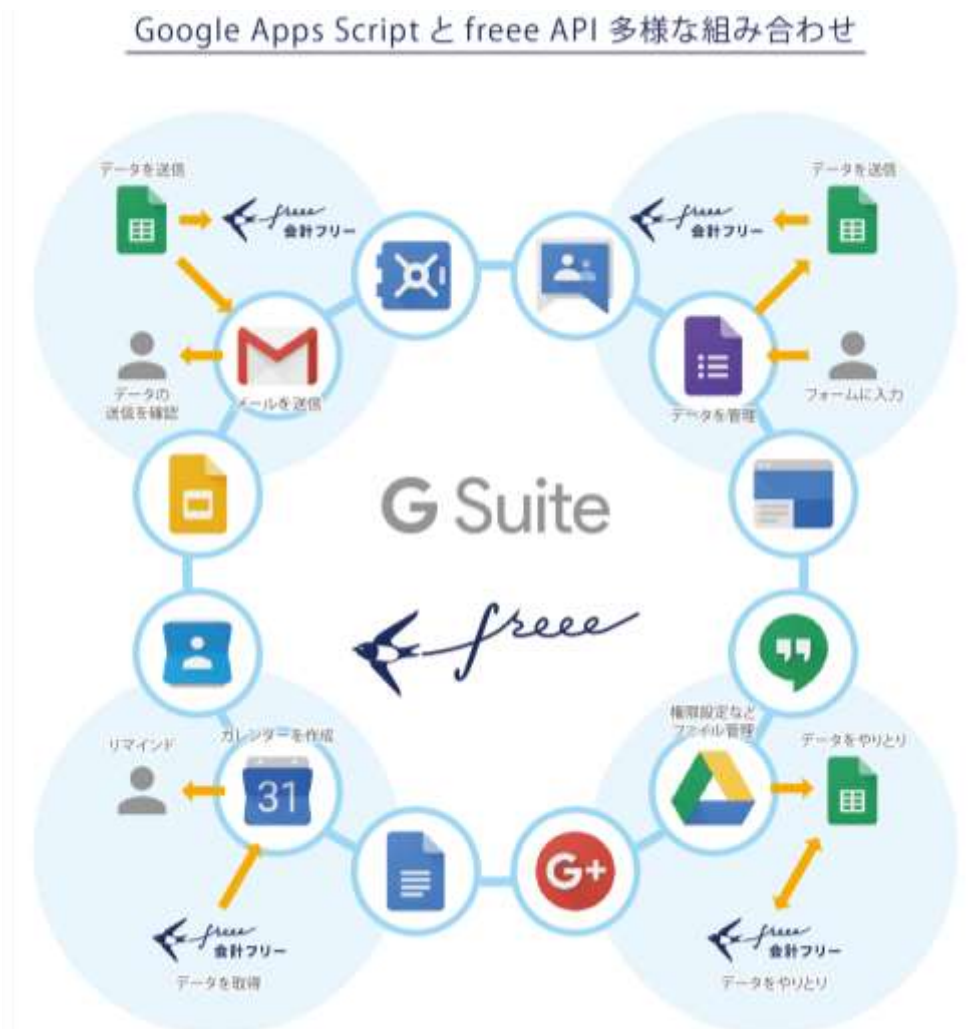 Google Apps Script と freee API 多様な組み合わせ
データを送信
freee
会計フリー
データの
送信を確認
メールを送信
データを送信
freee
会計フリー
データを管理
フォームに入力
G Suite
freee
リマインド
カレンダーを作成
31
freee
会計フリー
データを取得
権限設定など
ファイル管理
データをやりとり
G+
freee
会計フリー
データをやりとり